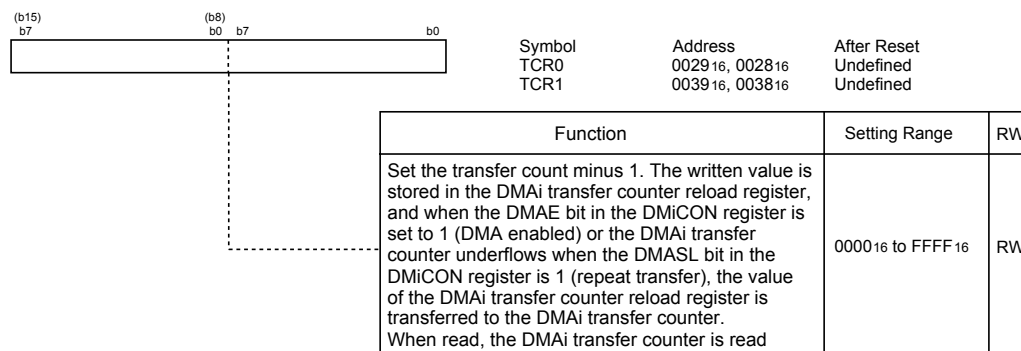 (b15) (b8)
b7 b0 b7 b0
Symbol Address After Reset
TCR0 002916, 002816 Undefined
TCR1 003916, 003816 Undefined
Function Setting Range RW
Set the transfer count minus 1. The written value is
stored in the DMAi transfer counter reload register,
and when the DMAE bit in the DMiCON register is
set to 1 (DMA enabled) or the DMAi transfer
counter underflows when the DMASL bit in the
DMiCON register is 1 (repeat transfer), the value
of the DMAi transfer counter reload register is
transferred to the DMAi transfer counter.
When read, the DMAi transfer counter is read
000016 to FFFF16 RW